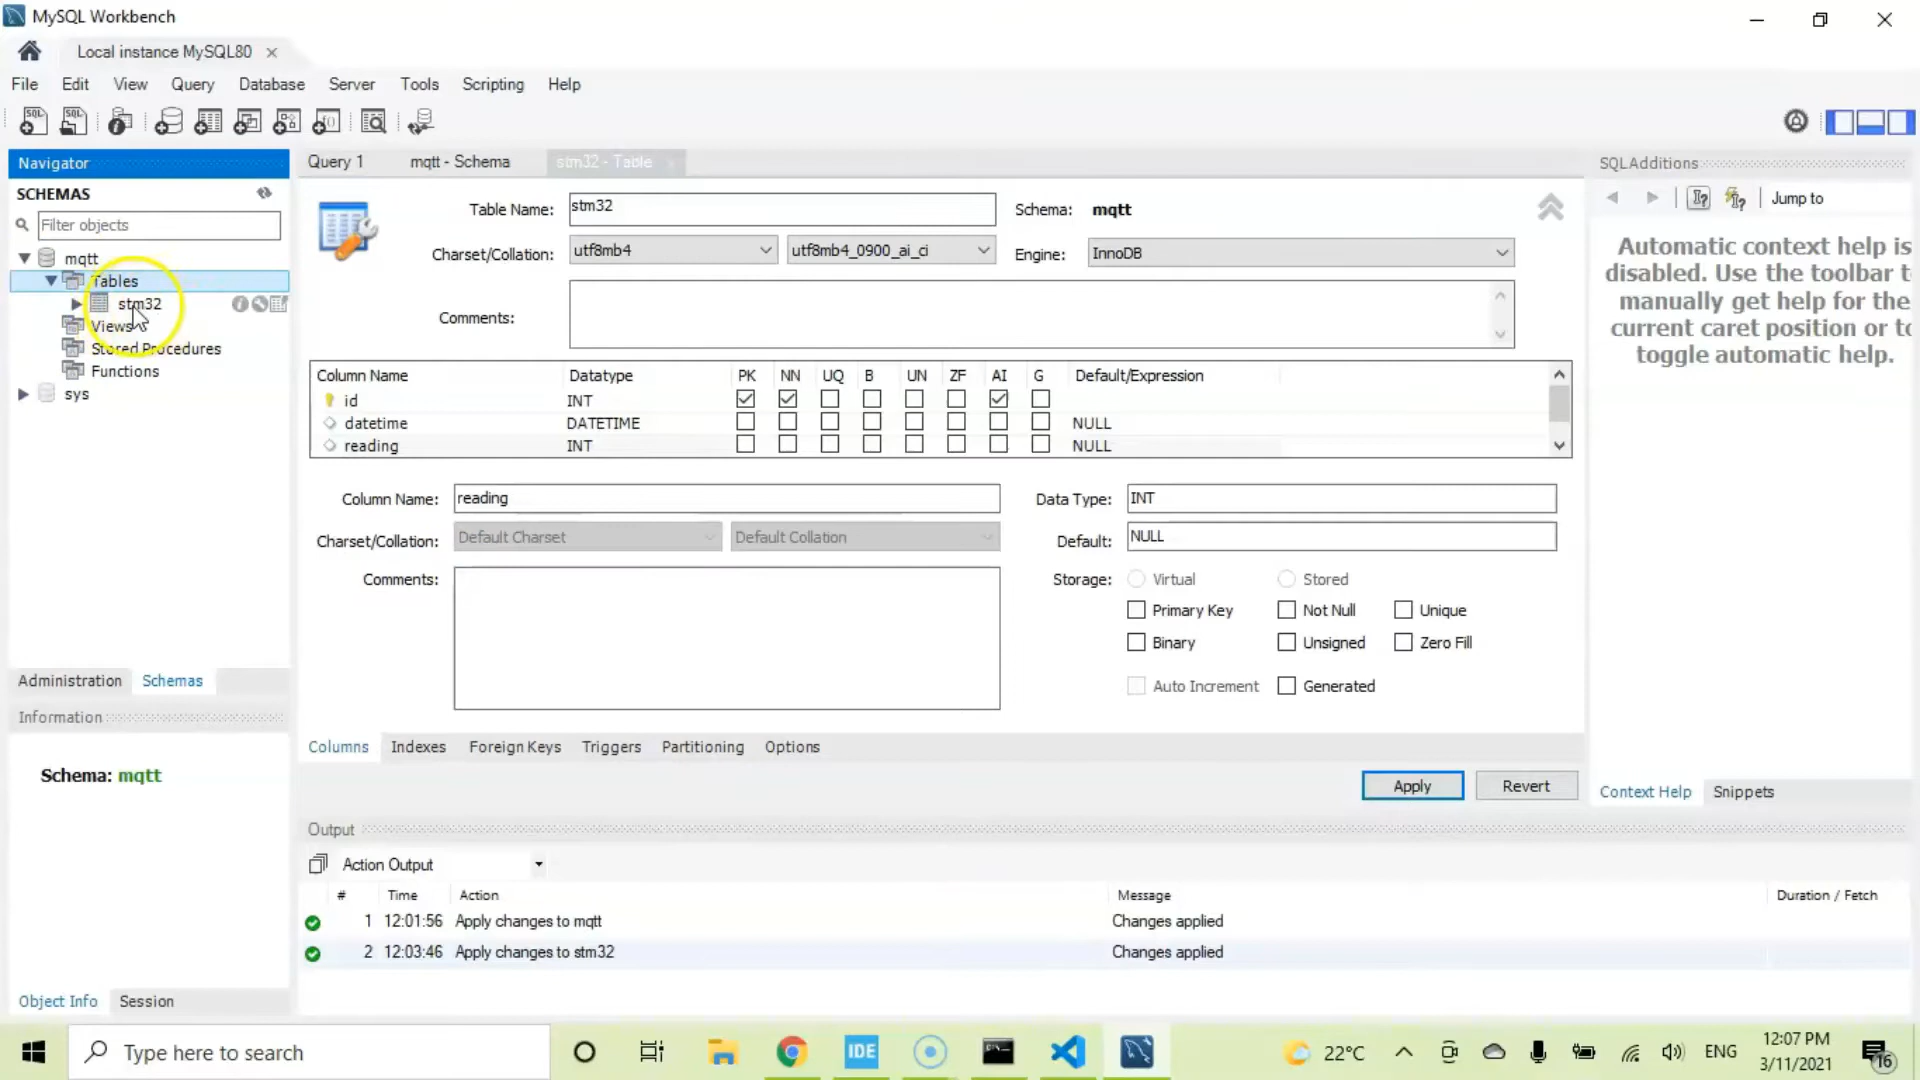 MySQL Workbench
Local instance MySQL80
File Edit View Query Database Server Tools Scripting Help
Navigator
SCHEMAS
Filter objects
mqtt
Tables
stm32
Views
Stored Procedures
Functions
sys
Administration Schemas
Information
Schema: mqtt
Object Info Session
Query 1 mqtt - Schema stm32 - Table
Table Name: stm32 Schema: mqtt
Charset/Collation: utf8mb4 utf8mb4_0900_ai_ci Engine: InnoDB
Comments:
Column Name Datatype PK NN UQ B UN ZF AI G Default/Expression
id INT
datetime DATETIME NULL
reading INT NULL
Column Name: reading Data Type: INT
Charset/Collation: Default Charset Default Collation Default: NULL
Comments: Storage: Virtual Stored
Primary Key Not Null Unique
Binary Unsigned Zero Fill
Auto Increment Generated
Columns Indexes Foreign Keys Triggers Partitioning Options
Apply Revert
SQLAdditions
Jump to
Automatic context help is
disabled. Use the toolbar t
manually get help for the
current caret position or to
toggle automatic help.
Context Help Snippets
Output
Action Output
# Time Action Message Duration / Fetch
1 12:01:56 Apply changes to mqtt Changes applied
2 12:03:46 Apply changes to stm32 Changes applied
Type here to search
IDE
22°C
ENG
12:07 PM
3/11/2021
16